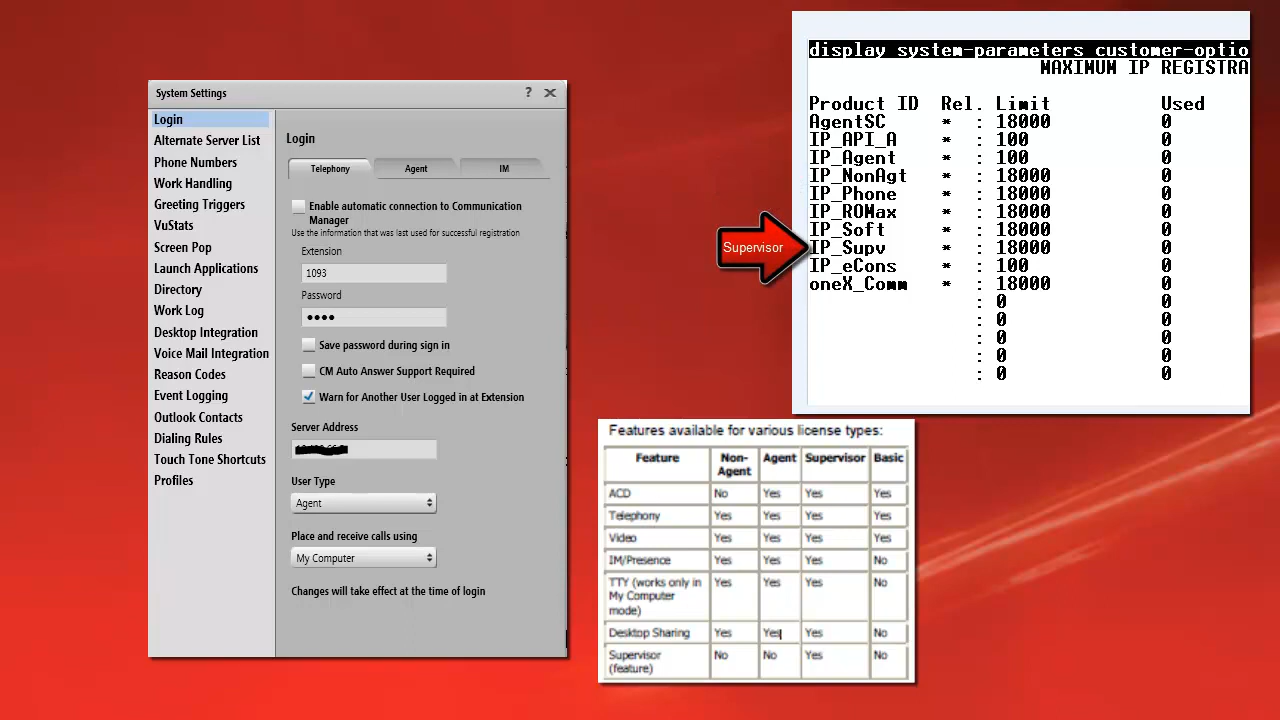 System Settings
?
Login
Alternate Server List
Phone Numbers
Work Handling
Greeting Triggers
VuStats
Screen Pop
Launch Applications
Directory
Work Log
Desktop Integration
Voice Mail Integration
Reason Codes
Event Logging
Outlook Contacts
Dialing Rules
Touch Tone Shortcuts
Profiles
Login
Telephony Agent IM
Enable automatic connection to Communication
Manager
Use the information that was last used for successful registration
Extension
1093
Password
Save password during sign in
CM Auto Answer Support Required
Warn for Another User Logged in at Extension
Server Address
User Type
Agent
Place and receive calls using
My Computer
Changes will take effect at the time of login
display system-parameters customer-optio
MAXIMUM IP REGISTRA
Product ID Rel. Limit Used
AgentSC * : 18000 0
IP_API_A * : 100 0
IP_Agent * : 100 0
IP_NonAgt * : 18000 0
IP_Phone * : 18000 0
IP_ROMax * : 18000 0
IP_Soft * : 18000 0
IP_Supv * : 18000 0
IP_eCons * : 100 0
oneX_Comm * : 18000 0
: 0 0
: 0 0
: 0 0
: 0 0
: 0 0
Supervisor
Features available for various license types:
Feature Non- Agent Supervisor Basic
Agent
ACD No Yes Yes Yes
Telephony Yes Yes Yes Yes
Video Yes Yes Yes Yes
IM/Presence Yes Yes Yes No
TTY (works only in Yes Yes Yes No
My Computer
mode)
Desktop Sharing Yes Yes Yes No
Supervisor No No Yes No
(feature)